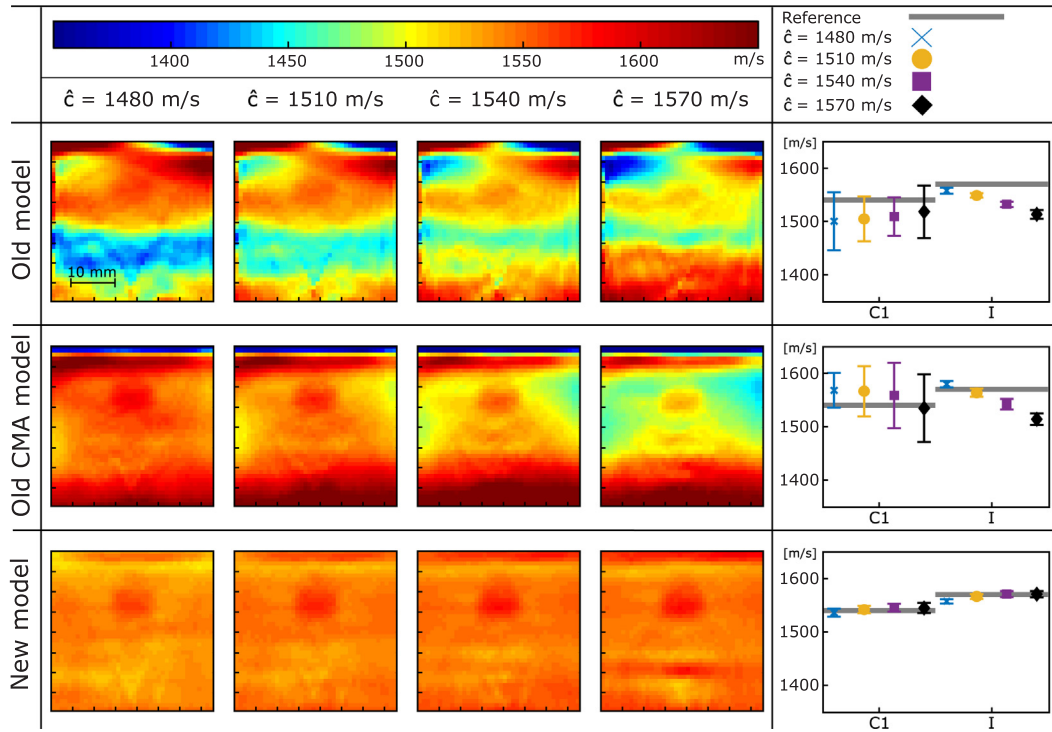 1400 1450 1500 1550 1600 m/s
ĉ = 1480 m/s ĉ = 1510 m/s ĉ = 1540 m/s ĉ = 1570 m/s
Reference
ĉ = 1480 m/s
ĉ = 1510 m/s
ĉ = 1540 m/s
ĉ = 1570 m/s
Old model
10 mm
[m/s]
1600
1500
1400
C1 I
Old CMA model
[m/s]
1600
1500
1400
C1 I
New model
[m/s]
1600
1500
1400
C1 I